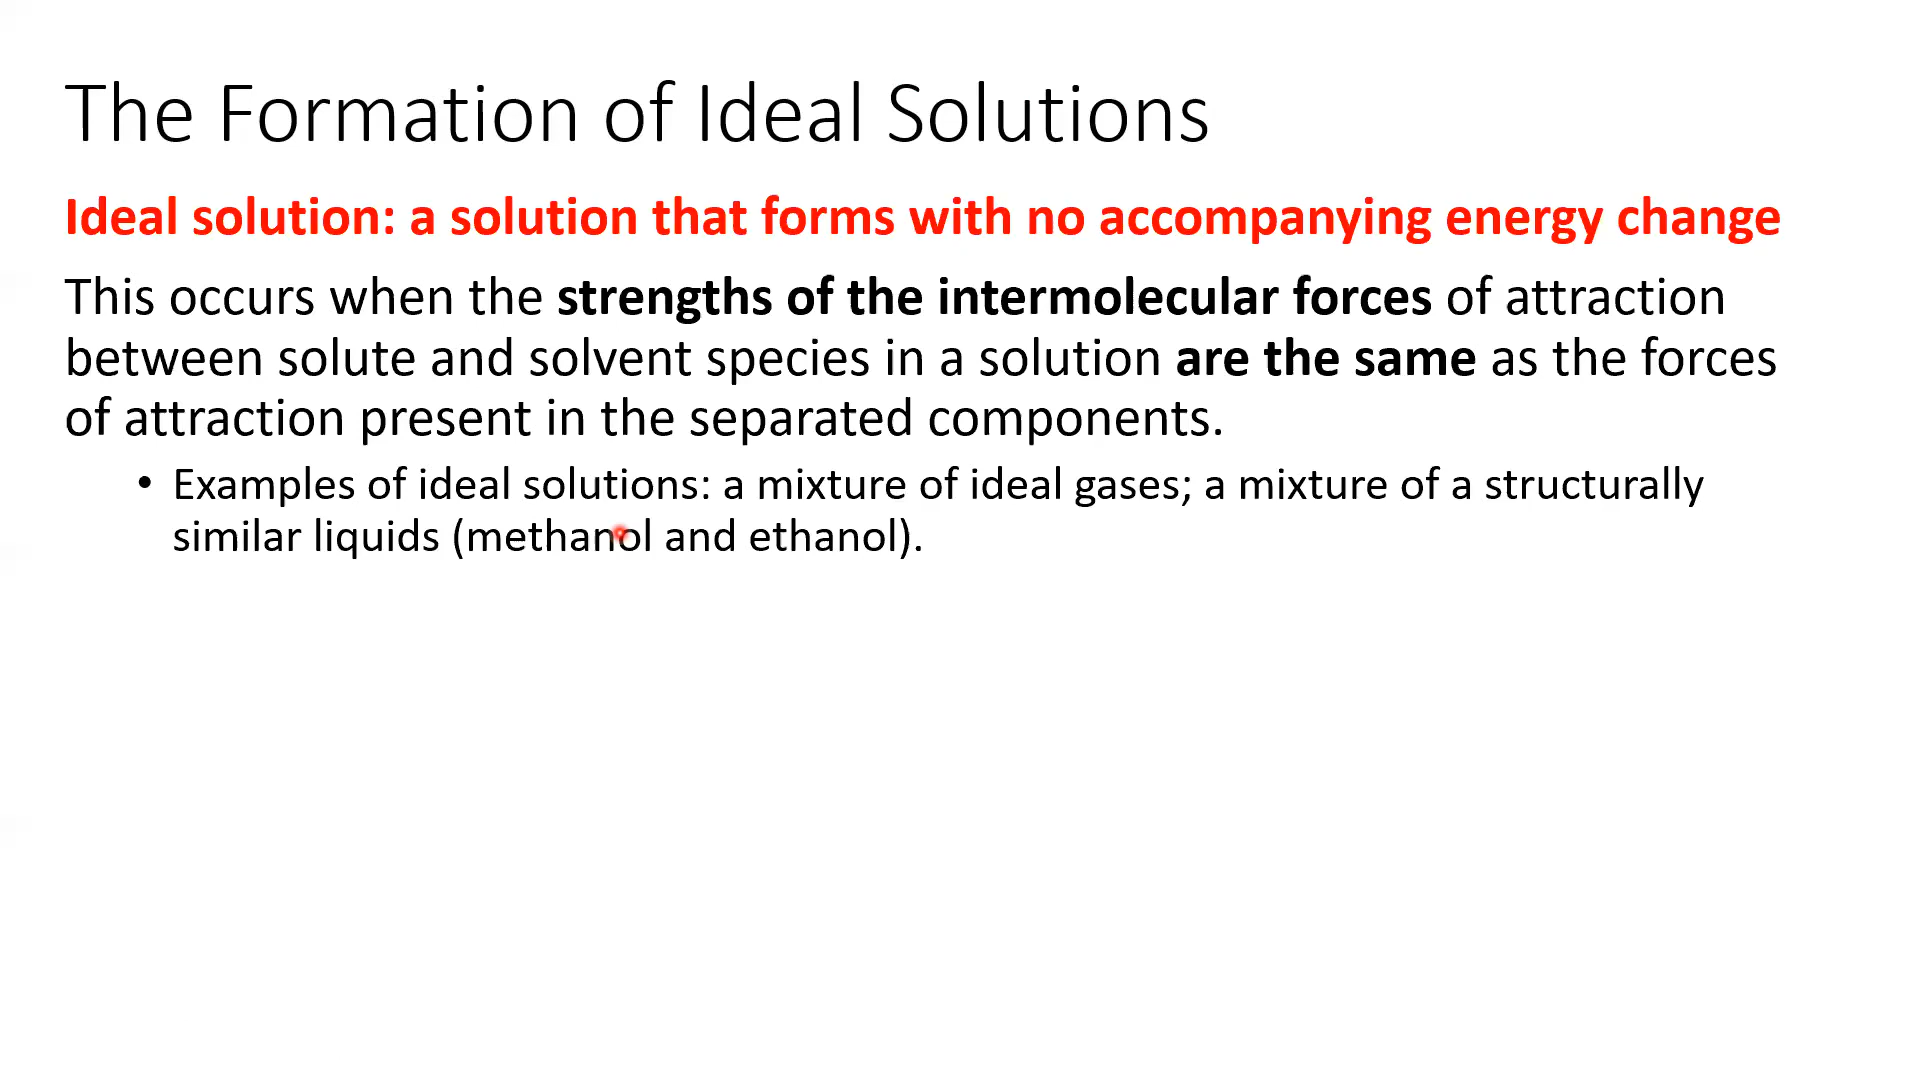 The Formation of Ideal Solutions
Ideal solution: a solution that forms with no accompanying energy change
This occurs when the strengths of the intermolecular forces of attraction
between solute and solvent species in a solution are the same as the forces
of attraction present in the separated components.
• Examples of ideal solutions: a mixture of ideal gases; a mixture of a structurally
similar liquids (methanol and ethanol).